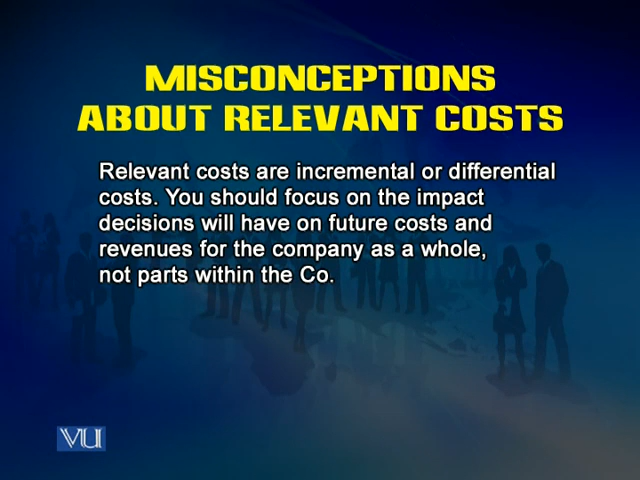 MISCONCEPTIONS
ABOUT RELEVANT COSTS
Relevant costs are incremental or differential
costs. You should focus on the impact
decisions will have on future costs and
revenues for the company as a whole,
not parts within the Co.
VU